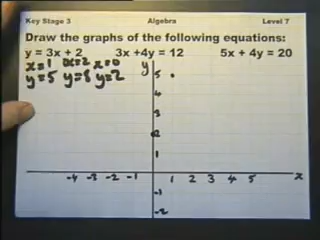 Key Stage 3 Algebra Level 7
Draw the graphs of the following equations:
y = 3x + 2 3x +4y = 12 5x + 4y = 20
x=1 x=2 x=0
y=5 y=8 y=2
y
5
4
3
2
1
-4 -3 -2 -1 1 2 3 4 5 x
-1
-2